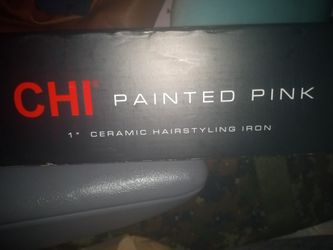 CHI® PAINTED PINK
1" CERAMIC HAIRSTYLING IRON